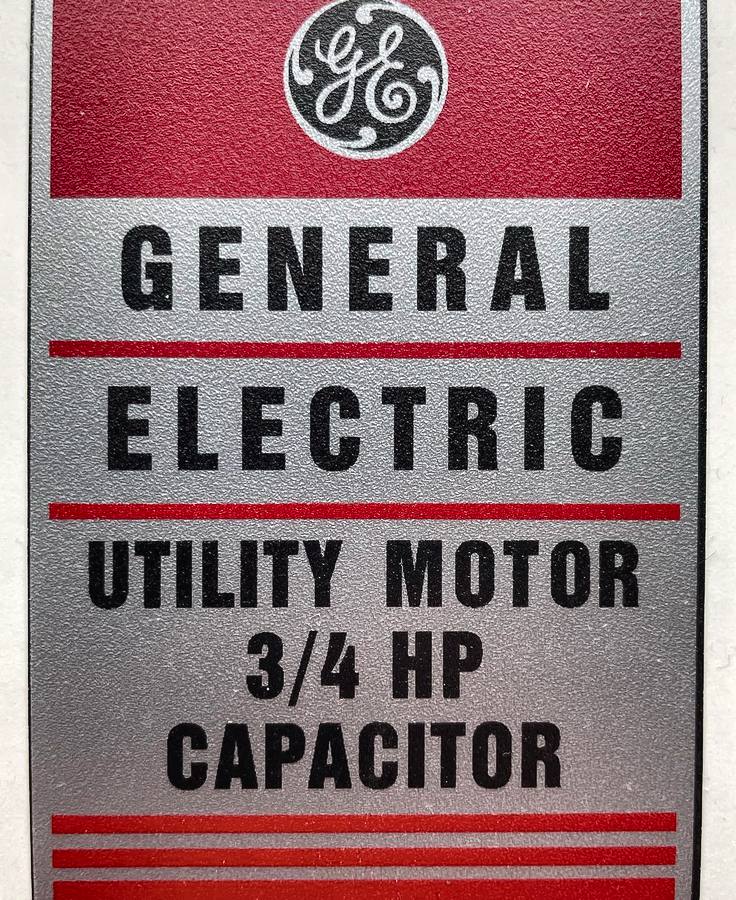 GE
GENERAL
ELECTRIC
UTILITY MOTOR
3/4 HP
CAPACITOR